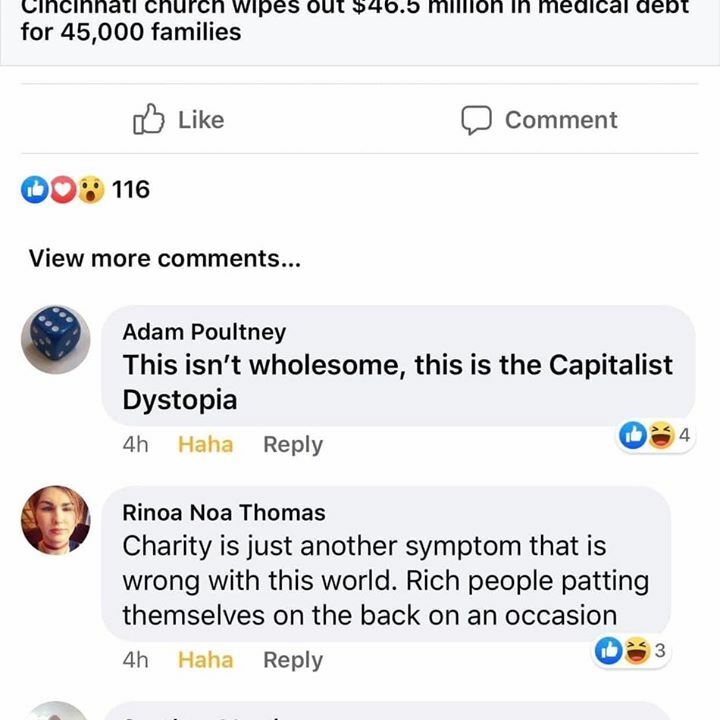 Cincinnati church wipes out $46.5 million in medical debt
for 45,000 families
Like
Comment
116
View more comments...
Adam Poultney
This isn't wholesome, this is the Capitalist
Dystopia
4h Haha Reply
4
Rinoa Noa Thomas
Charity is just another symptom that is
wrong with this world. Rich people patting
themselves on the back on an occasion
4h Haha Reply
3